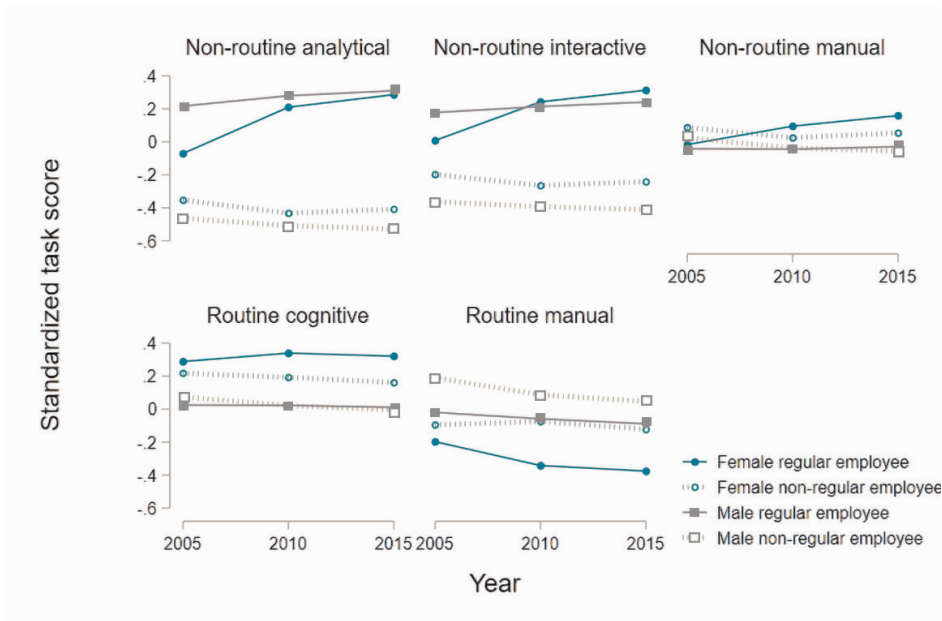 Non-routine analytical
Non-routine interactive
Non-routine manual
.4
.2
0
-.2
-.4
-.6
2005 2010 2015
Routine cognitive
Routine manual
.4
.2
0
-.2
-.4
-.6
2005 2010 2015
2005 2010 2015
Standardized task score
Year
Female regular employee
Female non-regular employee
Male regular employee
Male non-regular employee